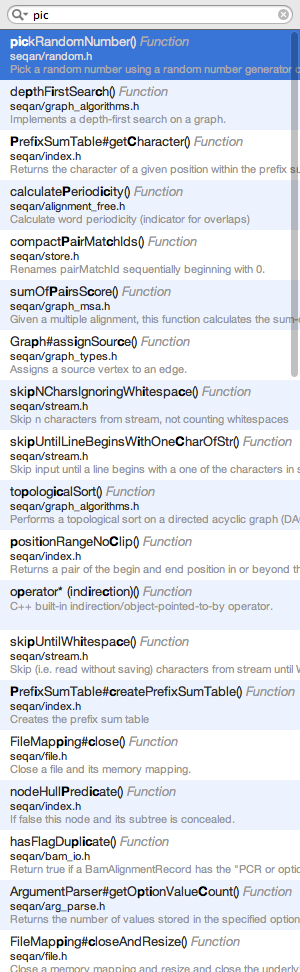 pic
pickRandomNumber() Function
seqan/random.h
Pick a random number using a random number generator
depthFirstSearch() Function
seqan/graph_algorithms.h
Implements a depth-first search on a graph.
PrefixSumTable#getCharacter() Function
seqan/index.h
Returns the character of a given position within the prefix
calculatePeriodicity() Function
seqan/alignment_free.h
Calculate word periodicity (indicator for overlaps)
compactPairMatchIds() Function
seqan/store.h
Renames pairMatchId sequentially beginning with 0.
sumOfPairsScore() Function
seqan/graph_msa.h
Given a multiple alignment, this function calculates the sum-
Graph#assignSource() Function
seqan/graph_types.h
Assigns a source vertex to an edge.
skipNCharsIgnoringWhitespace() Function
seqan/stream.h
Skip n characters from stream, not counting whitespaces
skipUntilLineBeginsWithOneCharOfStr() Function
seqan/stream.h
Skip input until a line begins with a one of the characters in s
topologicalSort() Function
seqan/graph_algorithms.h
Performs a topological sort on a directed acyclic graph (DA
positionRangeNoClip() Function
seqan/index.h
Returns a pair of the begin and end position in or beyond th
operator* (indirection)() Function
C++ built-in indirection/object-pointed-to-by operator.
skipUntilWhitespace() Function
seqan/stream.h
Skip (i.e. read without saving) characters from stream until
PrefixSumTable#createPrefixSumTable() Function
seqan/index.h
Creates the prefix sum table
FileMapping#close() Function
seqan/file.h
Close a file and its memory mapping.
nodeHullPredicate() Function
seqan/index.h
If false this node and its subtree is concealed.
hasFlagDuplicate() Function
seqan/bam_io.h
Return true if a BamAlignmentRecord has the "PCR or optic
ArgumentParser#getOptionValueCount() Function
seqan/arg_parse.h
Returns the number of values stored in the specified option
FileMapping#closeAndResize() Function
seqan/file.h
Close a memory mapping and resize and close the underly